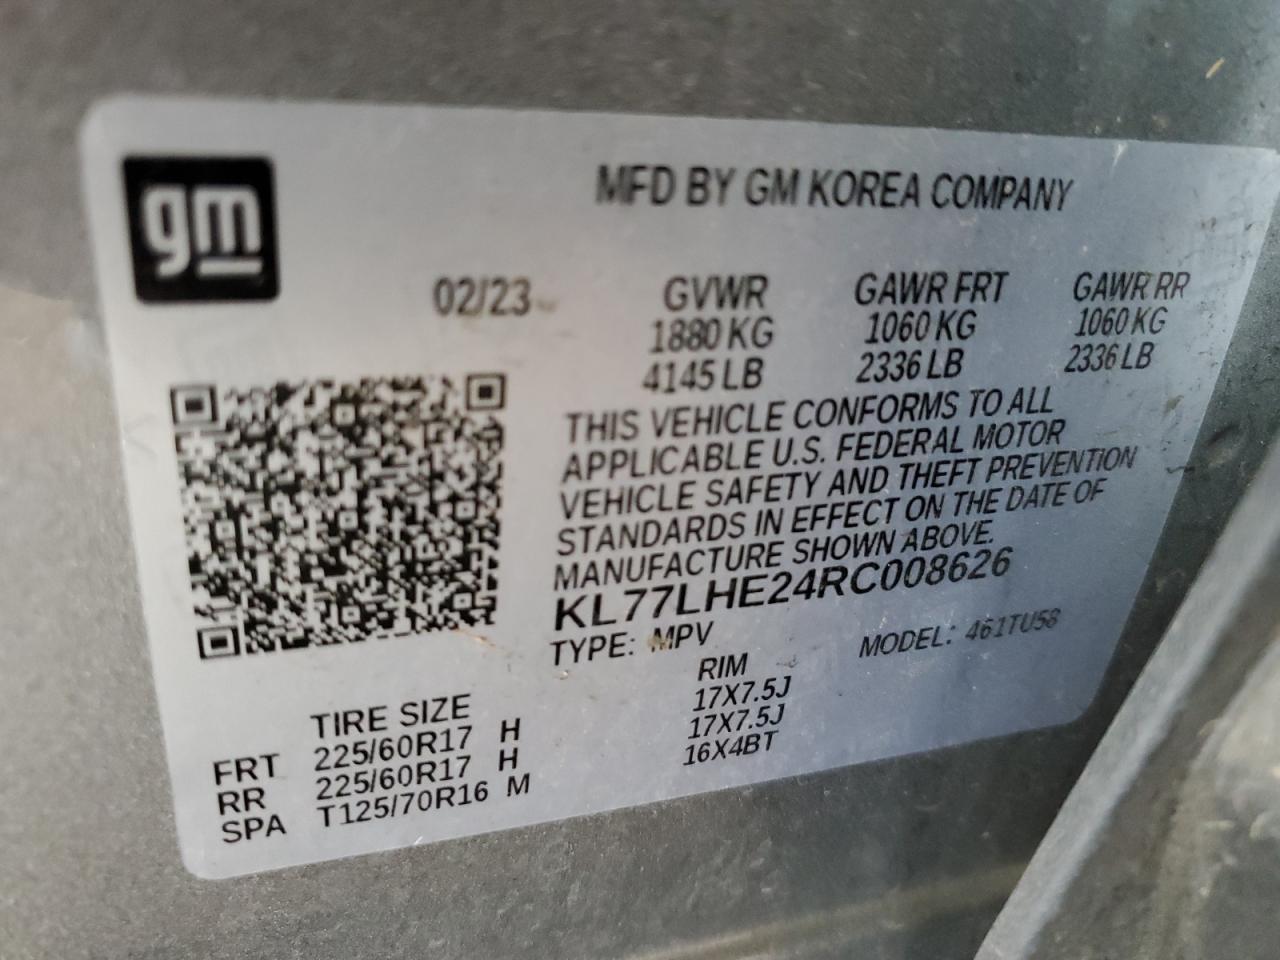 gm
MFD BY GM KOREA COMPANY
02/23 GVWR GAWR FRT GAWR RR
1880 KG 1060 KG 1060 KG
4145 LB 2336 LB 2336 LB
THIS VEHICLE CONFORMS TO ALL
APPLICABLE U.S. FEDERAL MOTOR
VEHICLE SAFETY AND THEFT PREVENTION
STANDARDS IN EFFECT ON THE DATE OF
MANUFACTURE SHOWN ABOVE.
KL77LHE24RC008626
TYPE: MPV MODEL: 461TU58
TIRE SIZE RIM
FRT 225/60R17 H 17X7.5J
RR 225/60R17 H 17X7.5J
SPA T125/70R16 M 16X4BT